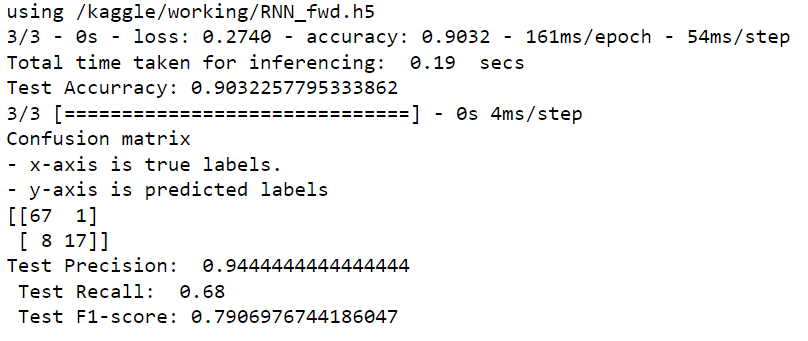 using /kaggle/working/RNN_fwd.h5
3/3 - 0s - loss: 0.2740 - accuracy: 0.9032 - 161ms/epoch - 54ms/step
Total time taken for inferencing:  0.19  secs
Test Accurracy: 0.9032257795333862
3/3 [==============================] - 0s 4ms/step
Confusion matrix
- x-axis is true labels.
- y-axis is predicted labels
[[67  1]
 [ 8 17]]
Test Precision:  0.9444444444444444
 Test Recall:  0.68
 Test F1-score: 0.7906976744186047